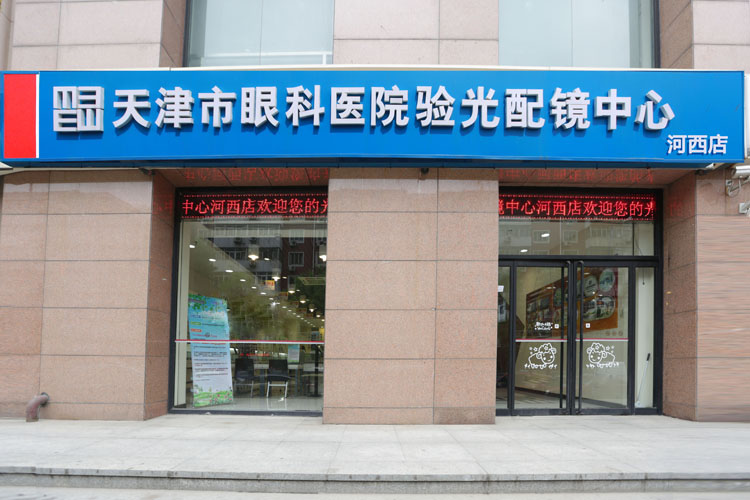 天津市眼科医院验光配镜中心
河西店
中心河西店欢迎您的光
镜中心河西店欢迎您的光